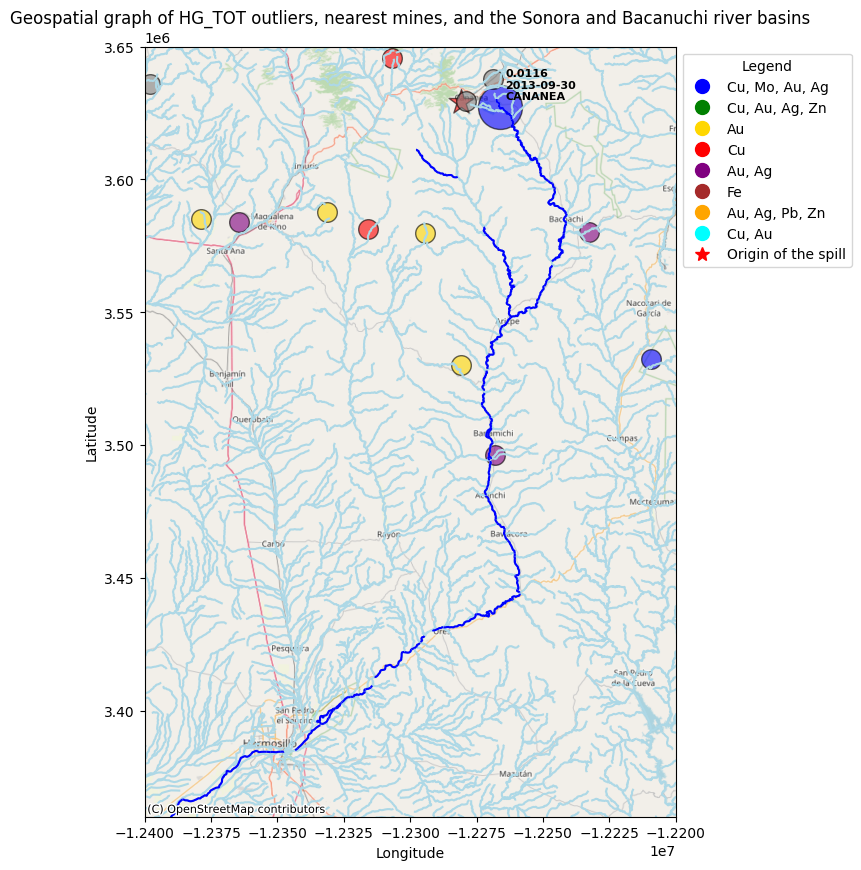 Geospatial graph of HG_TOT outliers, nearest mines, and the Sonora and Bacanuchi river basins
1e6
3.65
3.60
3.55
3.50
3.45
3.40
Latitude
0.0116
2013-09-30
CANANEA
Imuris
Magdalena
de Kino
Santa Ana
Bacoachi
Nacozari de
García
Arizpe
Benjamín
Hill
Querobabi
Cumpas
Aconchi
Moctezuma
Carbó
Rayón
Baviácora
Ures
Pesqueira
San Pedro
de la Cueva
San Pedro
el Saucito
Hermosillo
Mazatán
(C) OpenStreetMap contributors
−1.2400 −1.2375 −1.2350 −1.2325 −1.2300 −1.2275 −1.2250 −1.2225 −1.2200
Longitude
1e7
Legend
Cu, Mo, Au, Ag
Cu, Au, Ag, Zn
Au
Cu
Au, Ag
Fe
Au, Ag, Pb, Zn
Cu, Au
Origin of the spill